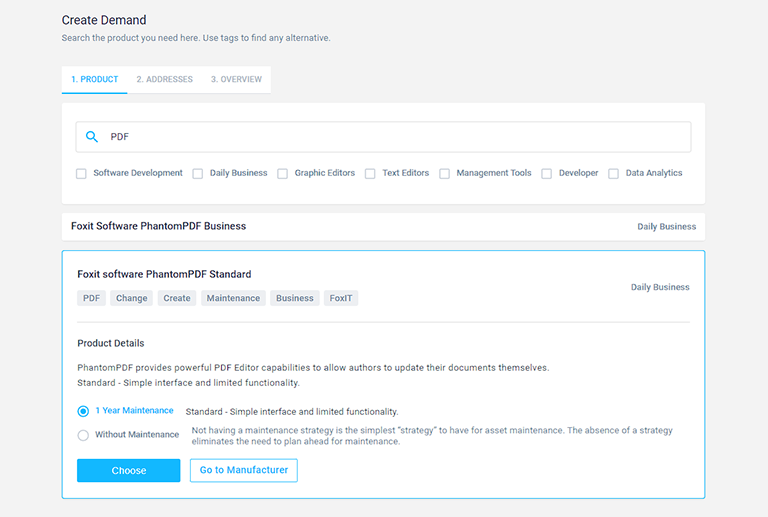 Create Demand
Search the product you need here. Use tags to find any alternative.
1. PRODUCT 2. ADDRESSES 3. OVERVIEW
PDF
Software Development Daily Business Graphic Editors Text Editors Management Tools Developer Data Analytics
Foxit Software PhantomPDF Business Daily Business
Foxit software PhantomPDF Standard
Daily Business
PDF Change Create Maintenance Business FoxIT
Product Details
PhantomPDF provides powerful PDF Editor capabilities to allow authors to update their documents themselves.
Standard - Simple interface and limited functionality.
1 Year Maintenance Standard - Simple interface and limited functionality.
Without Maintenance Not having a maintenance strategy is the simplest “strategy” to have for asset maintenance. The absence of a strategy
eliminates the need to plan ahead for maintenance.
Choose Go to Manufacturer